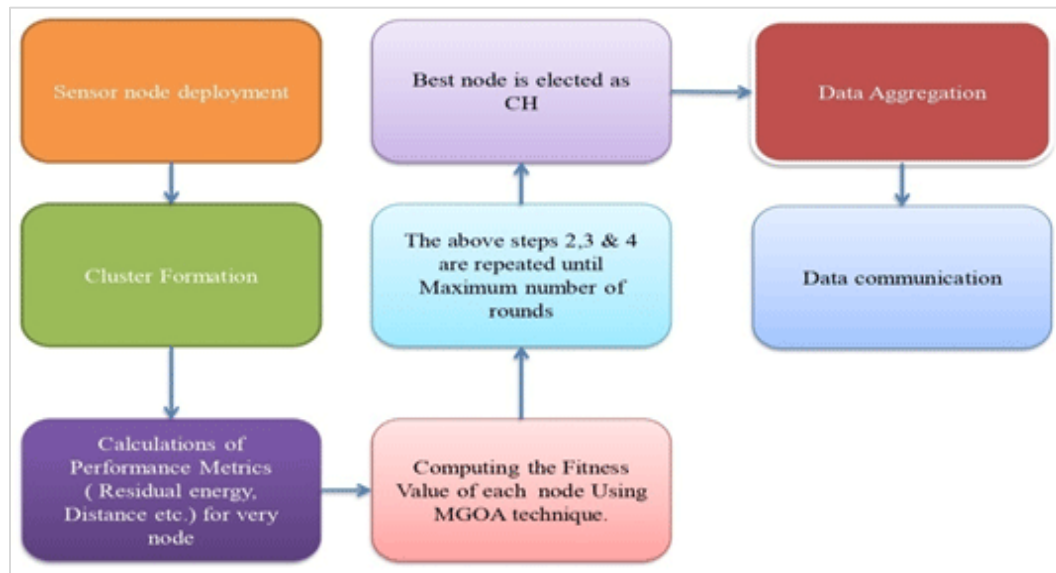 Sensor node deployment
Cluster Formation
Calculations of
Performance Metrics
( Residual energy,
Distance etc.) for very
node
Computing the Fitness
Value of each node Using
MGOA technique.
The above steps 2,3 & 4
are repeated until
Maximum number of
rounds
Best node is elected as
CH
Data Aggregation
Data communication